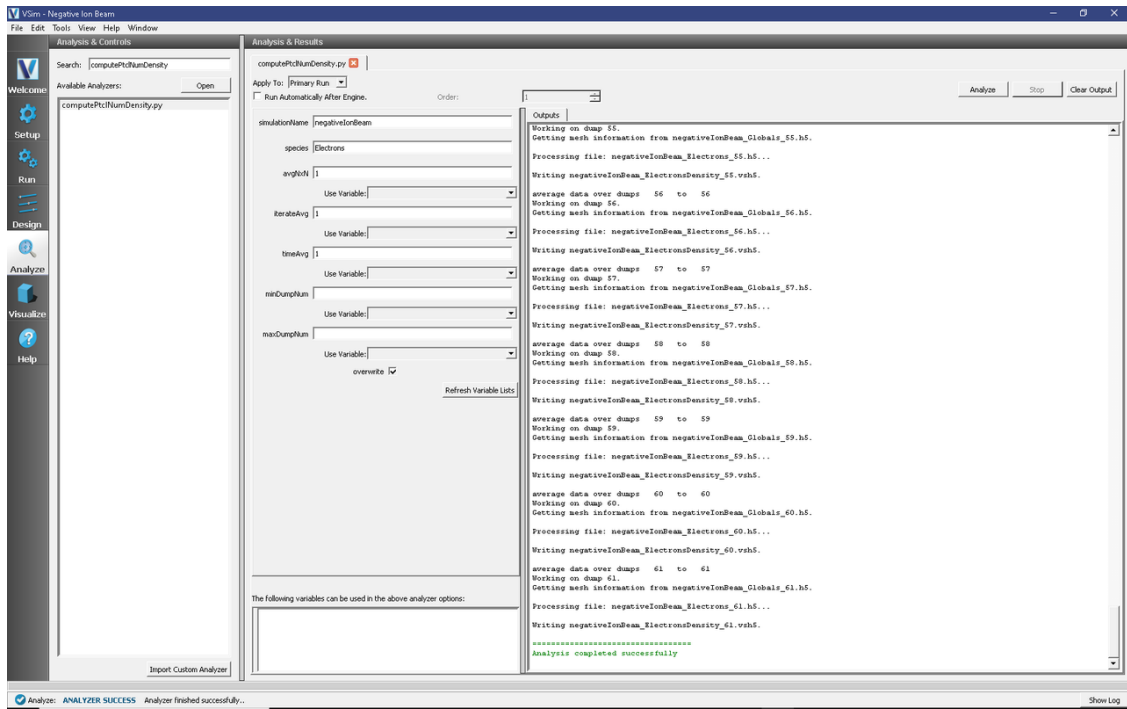 VSim - Negative Ion Beam
File Edit Tools View Help Window
Analysis & Controls
Search: computePtclNumDensity
Available Analyzers: Open
computePtclNumDensity.py
Import Custom Analyzer
Welcome
Setup
Run
Design
Analyze
Visualize
Help
Analysis & Results
computePtclNumDensity.py
Apply To: Primary Run
Run Automatically After Engine. Order: 1
Analyze Stop Clear Output
simulationName negativeIonBeam
species Electrons
avgNxN 1
Use Variable:
iterateAvg 1
Use Variable:
timeAvg 1
Use Variable:
minDumpNum
Use Variable:
maxDumpNum
Use Variable:
overwrite
Refresh Variable Lists
The following variables can be used in the above analyzer options:
Outputs
Working on dump 55.
Getting mesh information from negativeIonBeam_Globals_55.h5.
Processing file: negativeIonBeam_Electrons_55.h5...
Writing negativeIonBeam_ElectronsDensity_55.vsh5.
average data over dumps 56 to 56
Working on dump 56.
Getting mesh information from negativeIonBeam_Globals_56.h5.
Processing file: negativeIonBeam_Electrons_56.h5...
Writing negativeIonBeam_ElectronsDensity_56.vsh5.
average data over dumps 57 to 57
Working on dump 57.
Getting mesh information from negativeIonBeam_Globals_57.h5.
Processing file: negativeIonBeam_Electrons_57.h5...
Writing negativeIonBeam_ElectronsDensity_57.vsh5.
average data over dumps 58 to 58
Working on dump 58.
Getting mesh information from negativeIonBeam_Globals_58.h5.
Processing file: negativeIonBeam_Electrons_58.h5...
Writing negativeIonBeam_ElectronsDensity_58.vsh5.
average data over dumps 59 to 59
Working on dump 59.
Getting mesh information from negativeIonBeam_Globals_59.h5.
Processing file: negativeIonBeam_Electrons_59.h5...
Writing negativeIonBeam_ElectronsDensity_59.vsh5.
average data over dumps 60 to 60
Working on dump 60.
Getting mesh information from negativeIonBeam_Globals_60.h5.
Processing file: negativeIonBeam_Electrons_60.h5...
Writing negativeIonBeam_ElectronsDensity_60.vsh5.
average data over dumps 61 to 61
Working on dump 61.
Getting mesh information from negativeIonBeam_Globals_61.h5.
Processing file: negativeIonBeam_Electrons_61.h5...
Writing negativeIonBeam_ElectronsDensity_61.vsh5.
=================================
Analysis completed successfully
Analyze: ANALYZER SUCCESS Analyzer finished successfully..
Show Log